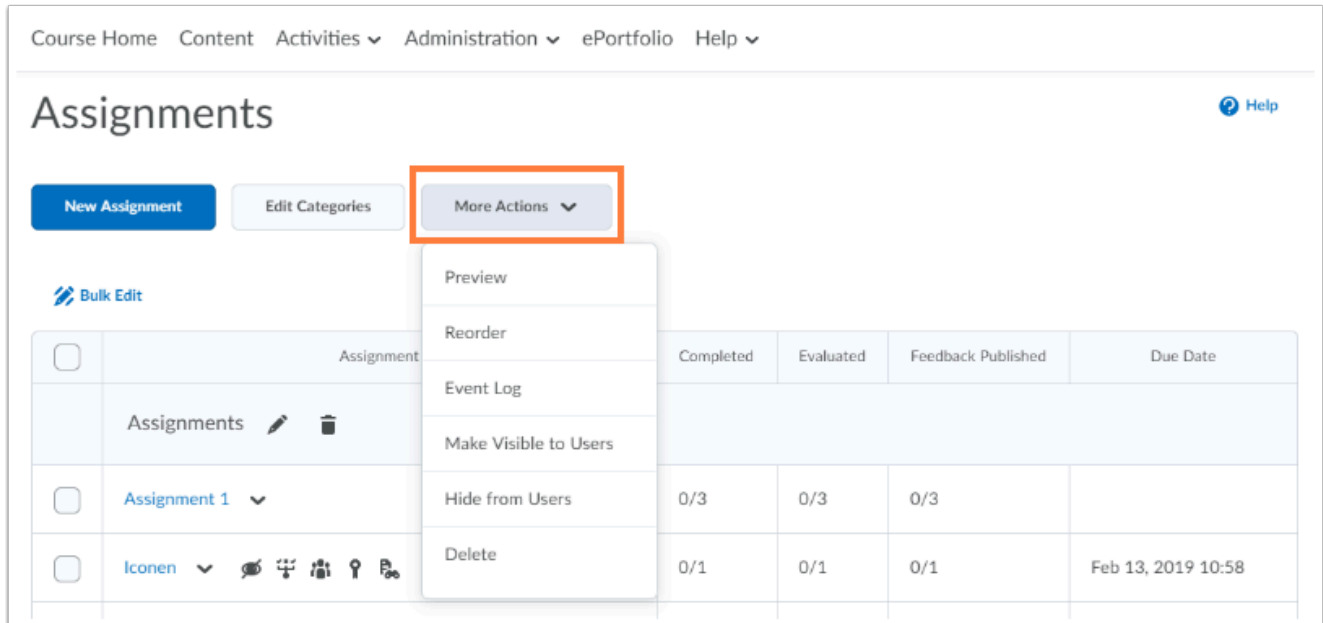 Course Home Content Activities Administration ePortfolio Help
Assignments
Help
New Assignment Edit Categories More Actions
Preview
Bulk Edit
Reorder
Assignment Completed Evaluated Feedback Published Due Date
Event Log
Assignments
Make Visible to Users
Assignment 1 Hide from Users 0/3 0/3 0/3
Delete
Iconen 0/1 0/1 0/1 Feb 13, 2019 10:58